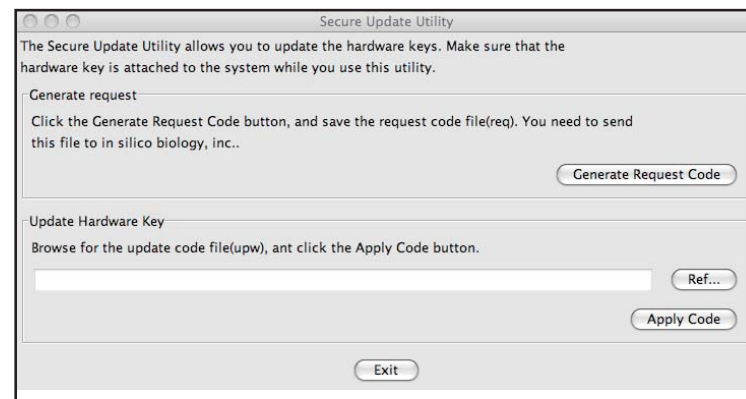 Secure Update Utility
The Secure Update Utility allows you to update the hardware keys. Make sure that the
hardware key is attached to the system while you use this utility.
Generate request
Click the Generate Request Code button, and save the request code file(req). You need to send
this file to in silico biology, inc..
Generate Request Code
Update Hardware Key
Browse for the update code file(upw), ant click the Apply Code button.
Ref...
Apply Code
Exit